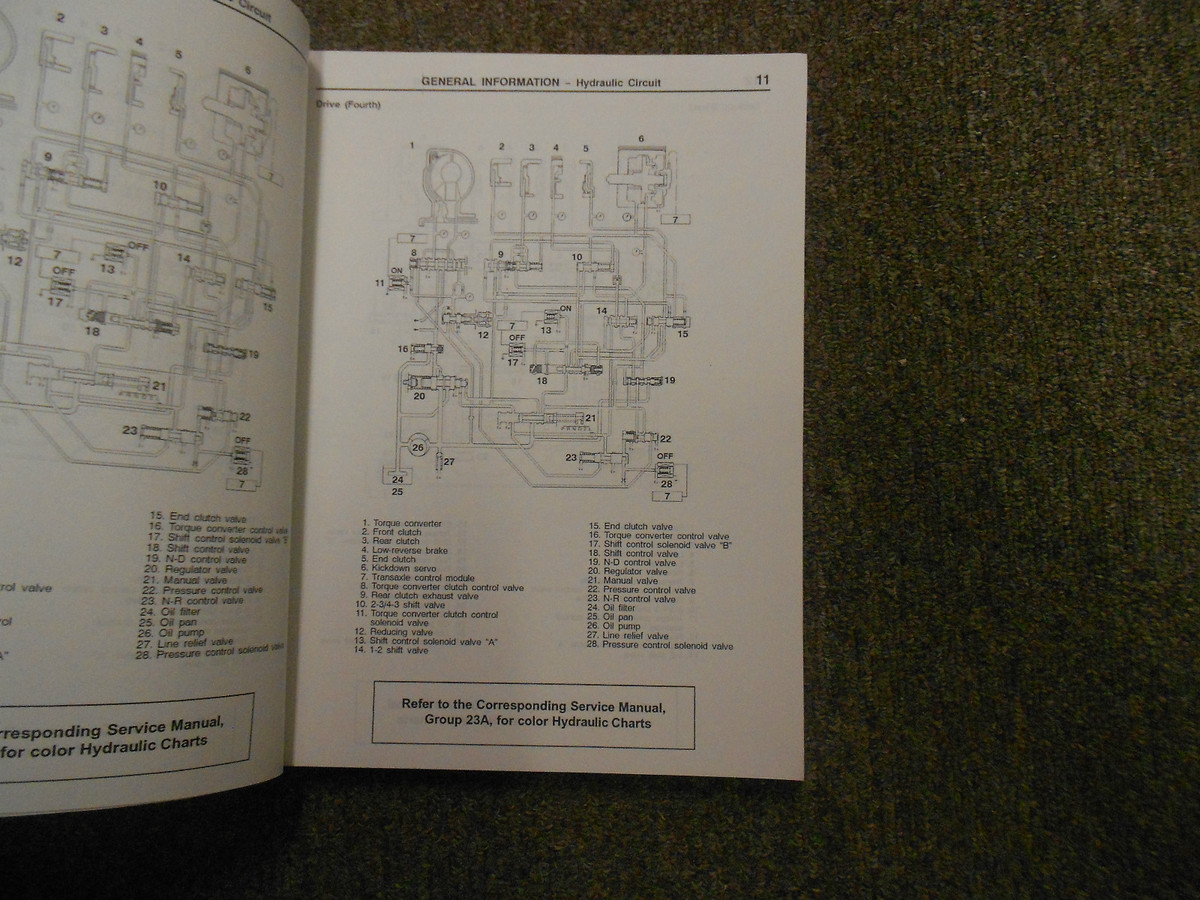 Circuit
2
3
4
5
6
9
10
OFF
7
12
13
14
OFF
17
15
18
19
21
22
23
OFF
28
7
15. End clutch valve
16. Torque converter control valve
17. Shift control solenoid valve "B"
18. Shift control valve
19. N-D control valve
20. Regulator valve
21. Manual valve
22. Pressure control valve
23. N-R control valve
24. Oil filter
25. Oil pan
26. Oil pump
27. Line relief valve
28. Pressure control solenoid valve
trol valve
rol
A"
rresponding Service Manual,
for color Hydraulic Charts
GENERAL INFORMATION – Hydraulic Circuit
11
Drive (Fourth)
1
2
3
4
5
6
7
7
8
9
10
ON
11
ON
14
7
12
13
15
OFF
16
17
18
19
20
21
26
22
27
23
OFF
24
28
25
7
1. Torque converter
2. Front clutch
3. Rear clutch
4. Low-reverse brake
5. End clutch
6. Kickdown servo
7. Transaxle control module
8. Torque converter clutch control valve
9. Rear clutch exhaust valve
10. 2-3/4-3 shift valve
11. Torque converter clutch control
solenoid valve
12. Reducing valve
13. Shift control solenoid valve "A"
14. 1-2 shift valve
15. End clutch valve
16. Torque converter control valve
17. Shift control solenoid valve "B"
18. Shift control valve
19. N-D control valve
20. Regulator valve
21. Manual valve
22. Pressure control valve
23. N-R control valve
24. Oil filter
25. Oil pan
26. Oil pump
27. Line relief valve
28. Pressure control solenoid valve
Refer to the Corresponding Service Manual,
Group 23A, for color Hydraulic Charts